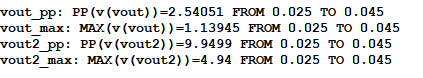 vout_pp: PP(v(vout))=2.54051 FROM 0.025 TO 0.045
vout_max: MAX(v(vout))=1.13945 FROM 0.025 TO 0.045
vout2_pp: PP(v(vout2))=9.9499 FROM 0.025 TO 0.045
vout2_max: MAX(v(vout2))=4.94 FROM 0.025 TO 0.045